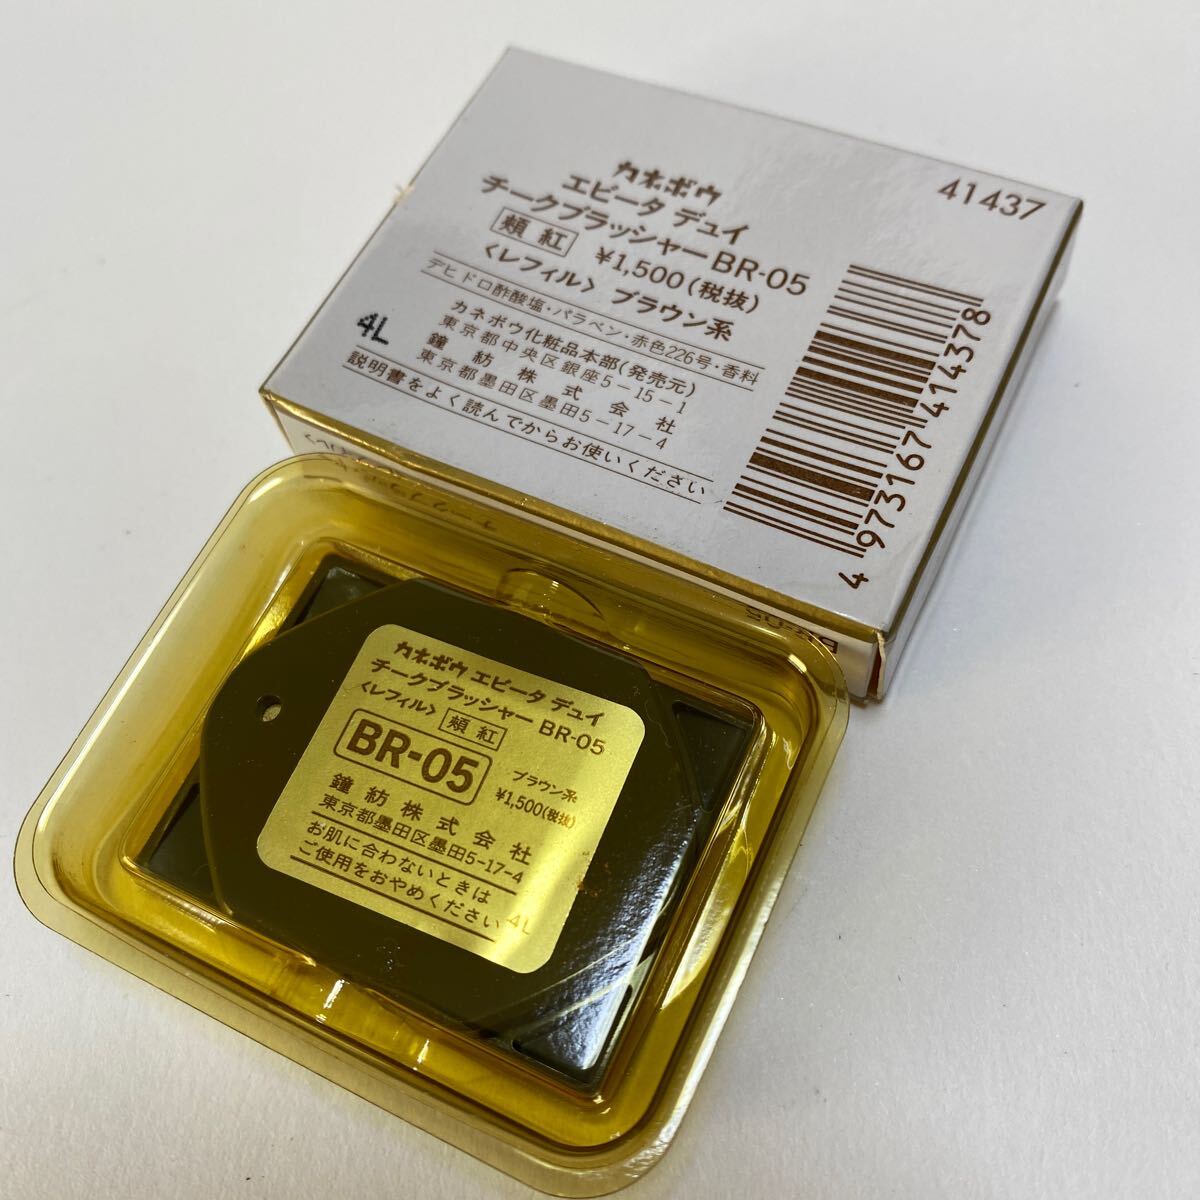 カネボウ
エピータ デュイ
チークブラッシャーBR-05
頬紅 ¥1,500(税抜)
〈レフィル〉ブラウン系
デヒドロ酢酸塩・パラベン・赤色226号・香料
カネボウ化粧品本部(発売元)
東京都中央区銀座5-15-1
鐘紡株式会社
東京都墨田区墨田5-17-4
説明書をよく読んでからお使いください
4L
41437
4973167414378
BR-05
カネボウ エピータ デュイ
チークブラッシャー BR-05
〈レフィル〉 頬紅
BR-05
ブラウン系
¥1,500(税抜)
鐘紡株式会社
東京都墨田区墨田5-17-4
お肌に合わないときは
ご使用をおやめください
4L